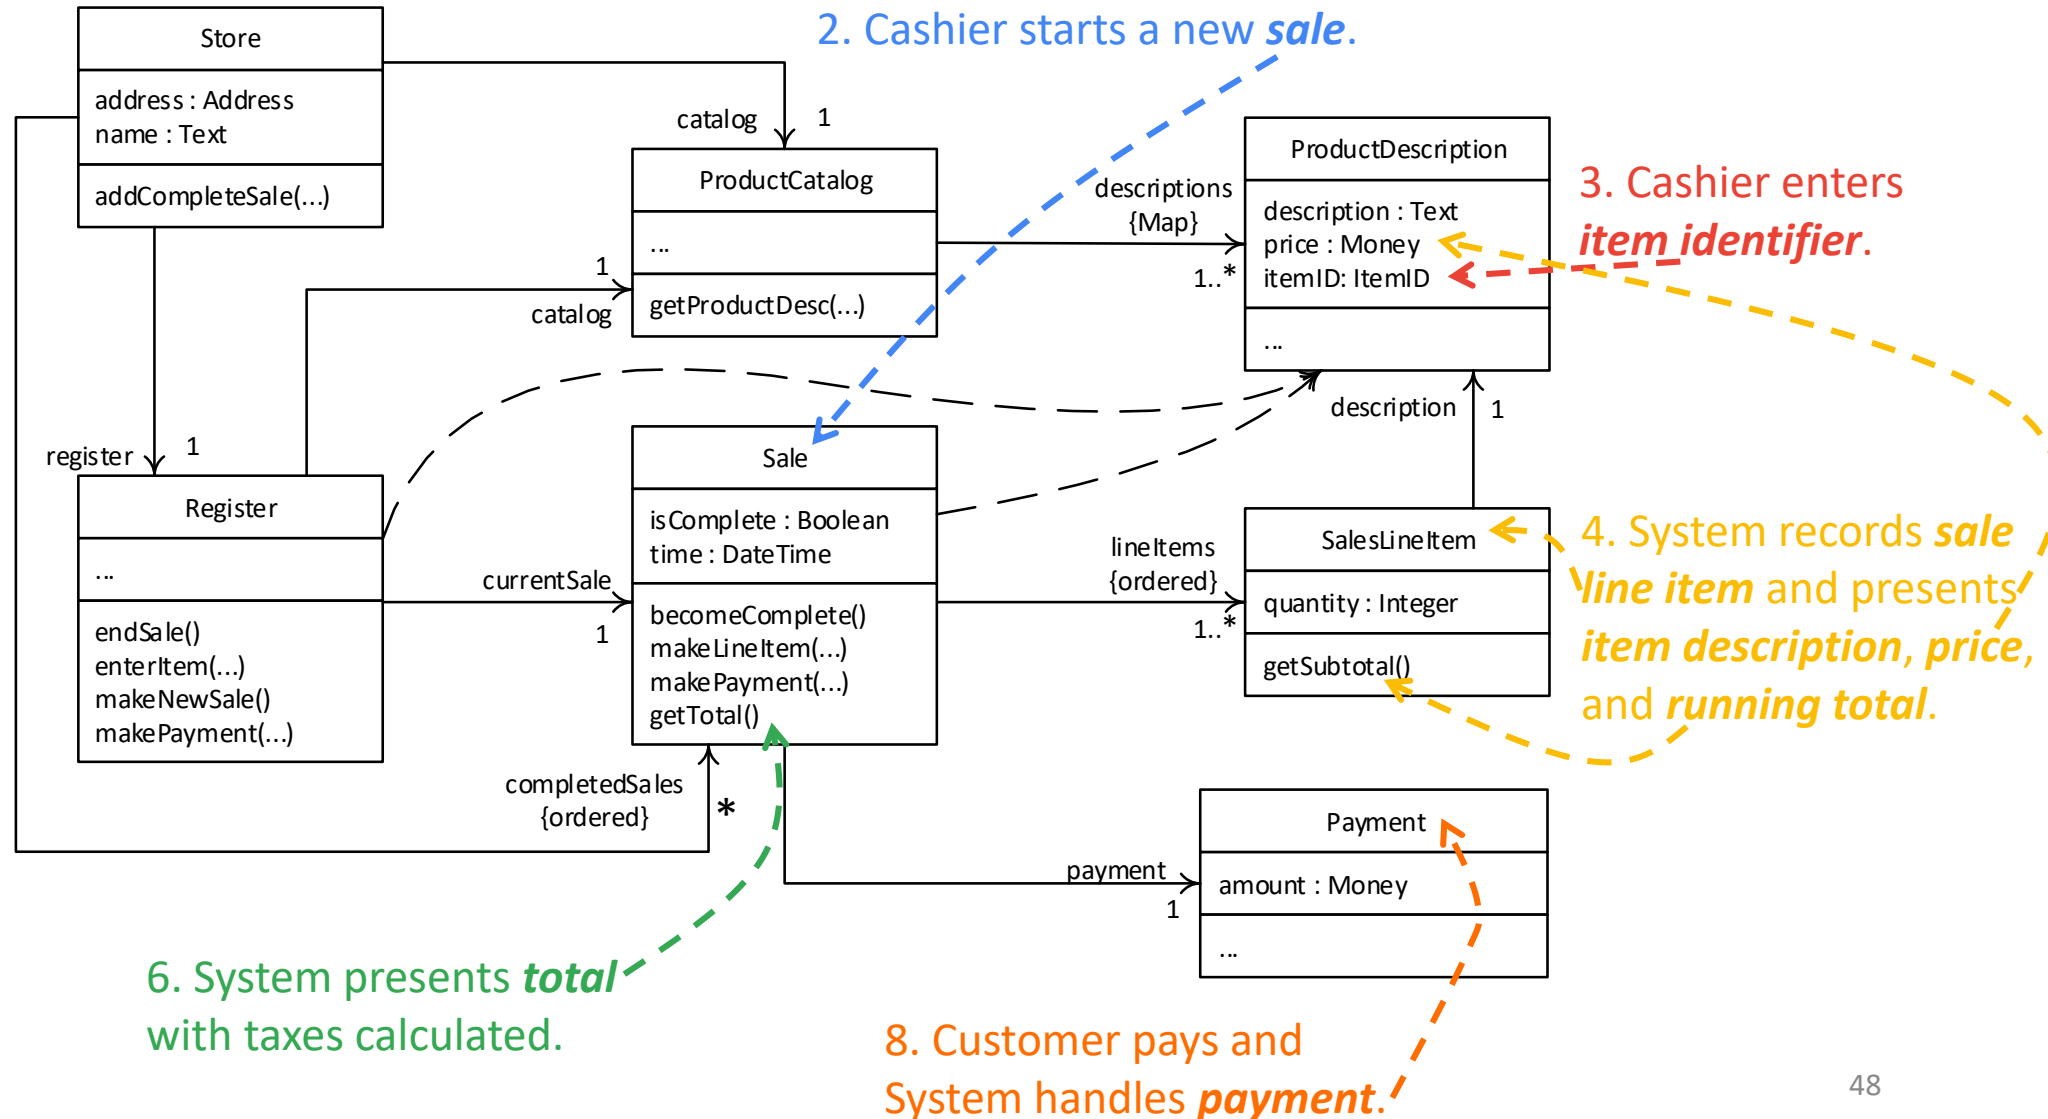 2. Cashier starts a new sale.
Store
address : Address
name : Text
addCompleteSale(...)
catalog
1
ProductCatalog
...
getProductDesc(...)
1
catalog
descriptions
{Map}
1..*
ProductDescription
description : Text
price : Money
itemID: ItemID
...
3. Cashier enters
item identifier.
description
1
register
1
Register
...
endSale()
enterItem(...)
makeNewSale()
makePayment(...)
currentSale
1
Sale
isComplete : Boolean
time : DateTime
becomeComplete()
makeLineItem(...)
makePayment(...)
getTotal()
lineItems
{ordered}
1..*
SalesLineItem
quantity : Integer
getSubtotal()
4. System records sale
line item and presents
item description, price,
and running total.
completedSales
{ordered}
*
payment
1
Payment
amount : Money
...
6. System presents total
with taxes calculated.
8. Customer pays and
System handles payment.
48